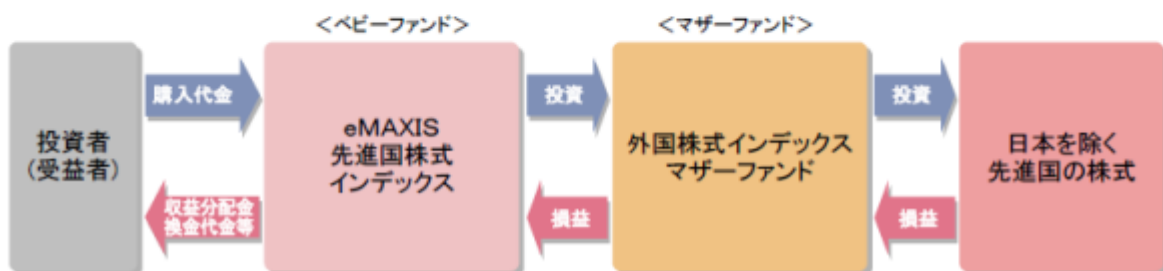 <ベビーファンド>
<マザーファンド>
投資者
(受益者)
購入代金
収益分配金
換金代金等
eMAXIS
先進国株式
インデックス
投資
損益
外国株式インデックス
マザーファンド
投資
損益
日本を除く
先進国の株式